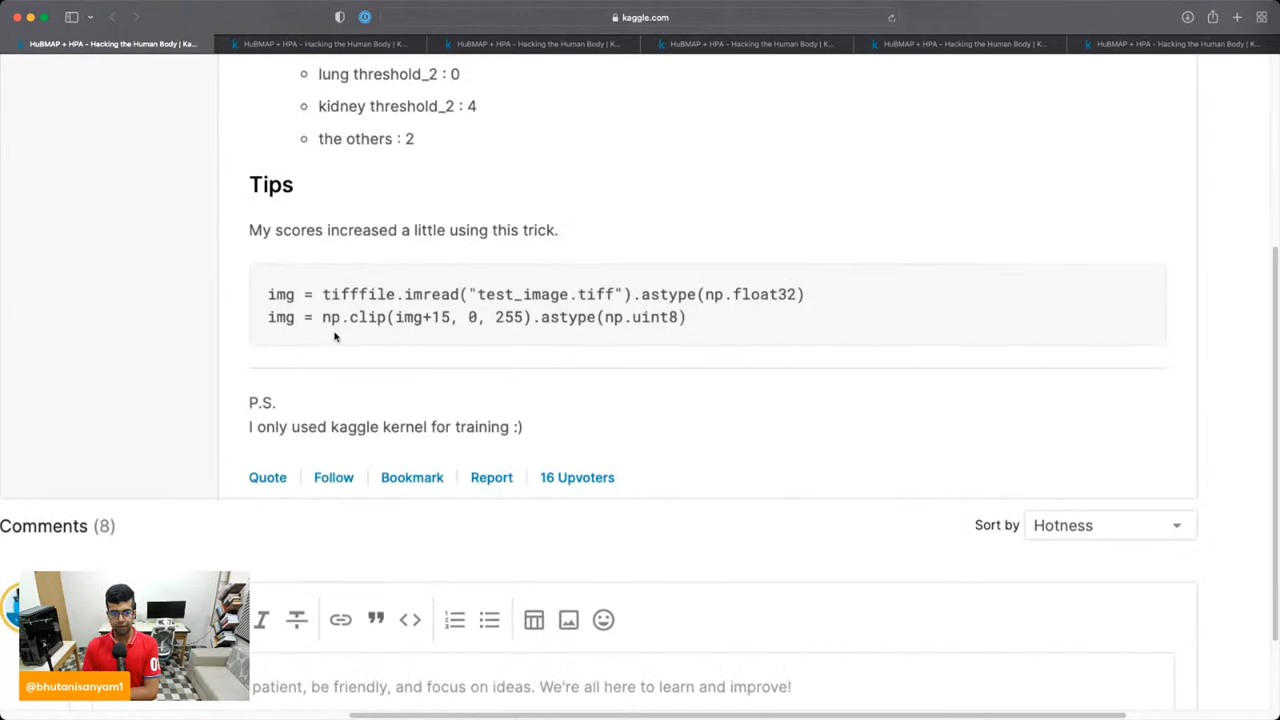 kaggle.com
HuBMAP + HPA - Hacking the Human Body | Ka...
HuBMAP + HPA - Hacking the Human Body | K...
HuBMAP + HPA - Hacking the Human Body | K...
HuBMAP + HPA - Hacking the Human Body | K...
HuBMAP + HPA - Hacking the Human Body | K...
HuBMAP + HPA - Hacking the Human Body | K...
lung threshold_2 : 0
kidney threshold_2 : 4
the others : 2
Tips
My scores increased a little using this trick.
img = tifffile.imread("test_image.tiff").astype(np.float32)
img = np.clip(img+15, 0, 255).astype(np.uint8)
P.S.
I only used kaggle kernel for training :)
Quote Follow Bookmark Report 16 Upvoters
Comments (8)
Sort by Hotness
@bhutanisanyam1
patient, be friendly, and focus on ideas. We're all here to learn and improve!